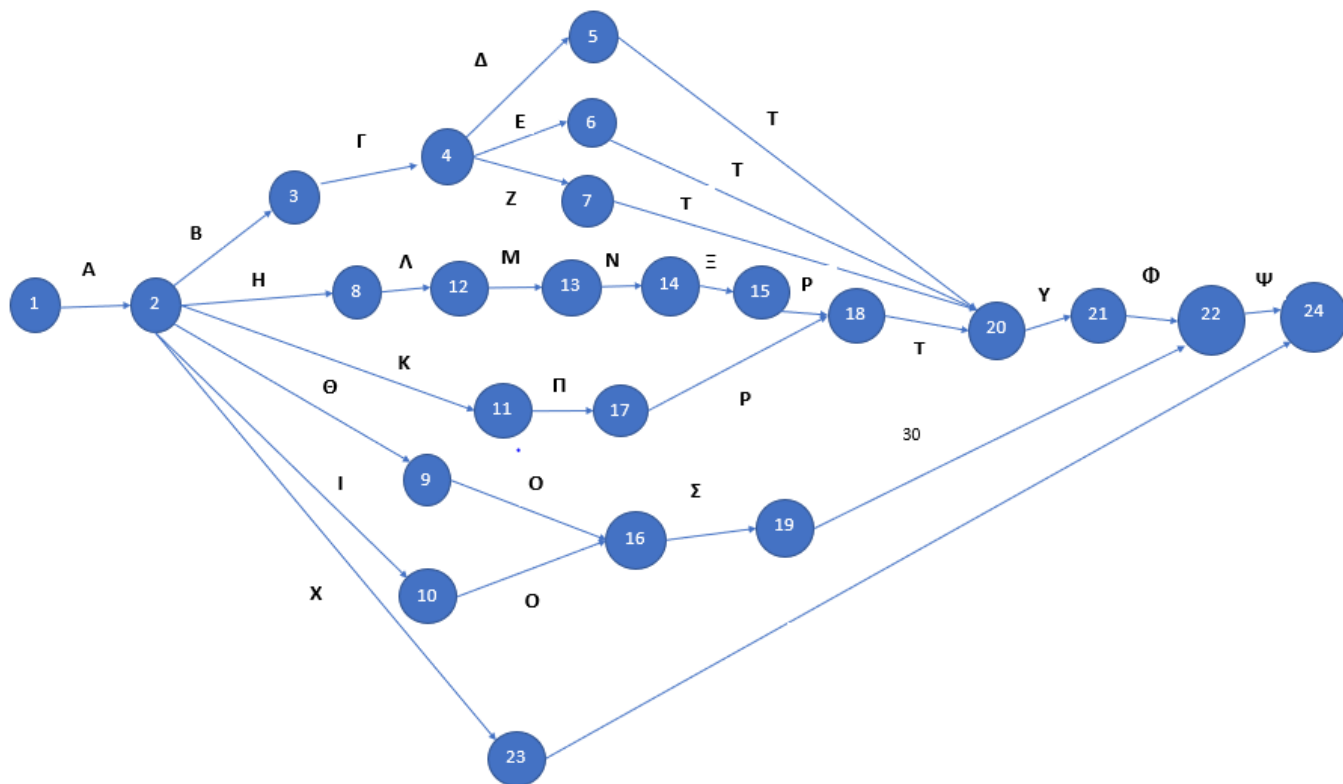 5
Δ
Τ
Ε
6
Γ
4
Τ
3
Ζ
7
Τ
Β
Α
Η
Λ
Μ
Ν
Ξ
Ρ
Υ
Φ
Ψ
1
2
8
12
13
14
15
18
20
21
22
24
Τ
Κ
Θ
Π
Ρ
11
17
30
9
Ι
Ο
Σ
16
19
10
Ο
Χ
23